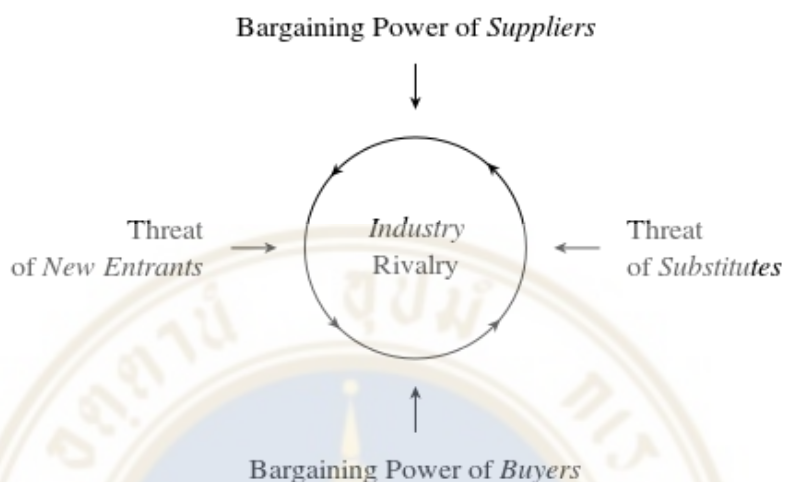 Bargaining Power of Suppliers
Threat
of New Entrants
Industry
Rivalry
Threat
of Substitutes
Bargaining Power of Buyers